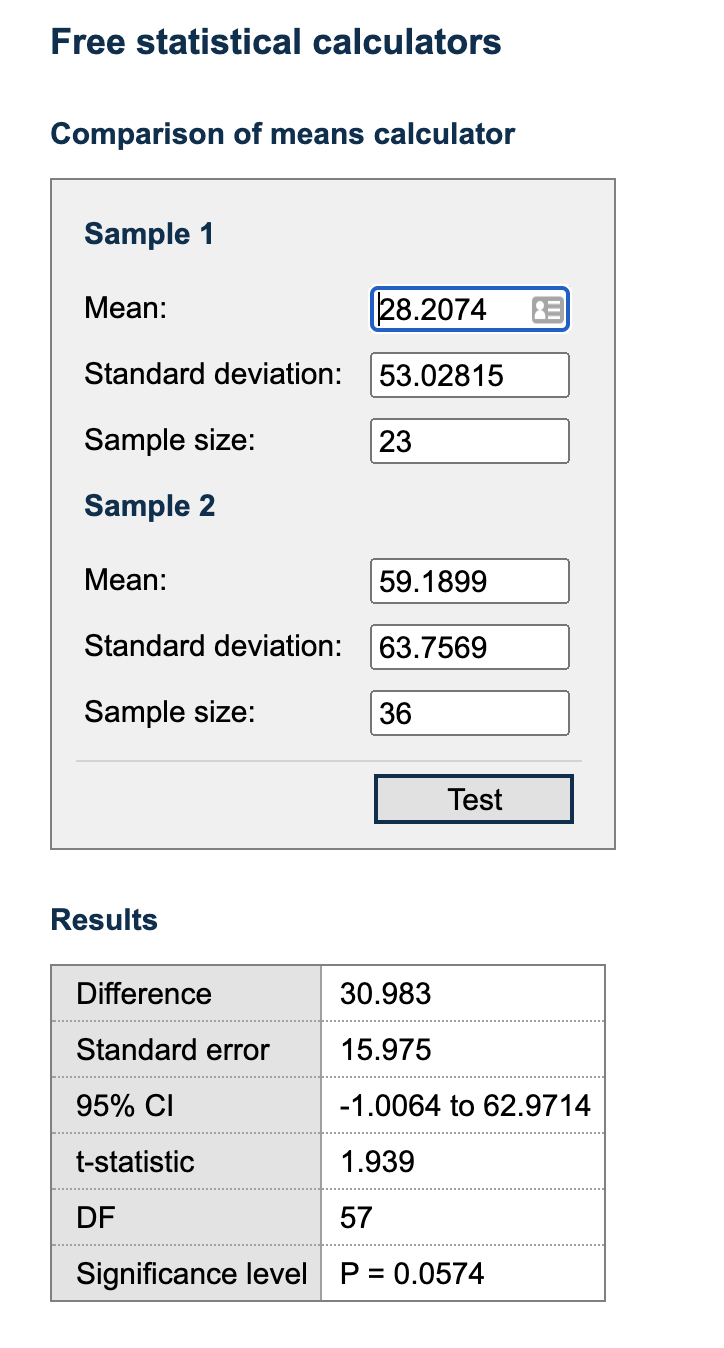 Free statistical calculators
Comparison of means calculator
Sample 1
Mean: 28.2074
Standard deviation: 53.02815
Sample size: 23
Sample 2
Mean: 59.1899
Standard deviation: 63.7569
Sample size: 36
Test
Results
Difference 30.983
Standard error 15.975
95% CI -1.0064 to 62.9714
t-statistic 1.939
DF 57
Significance level P = 0.0574